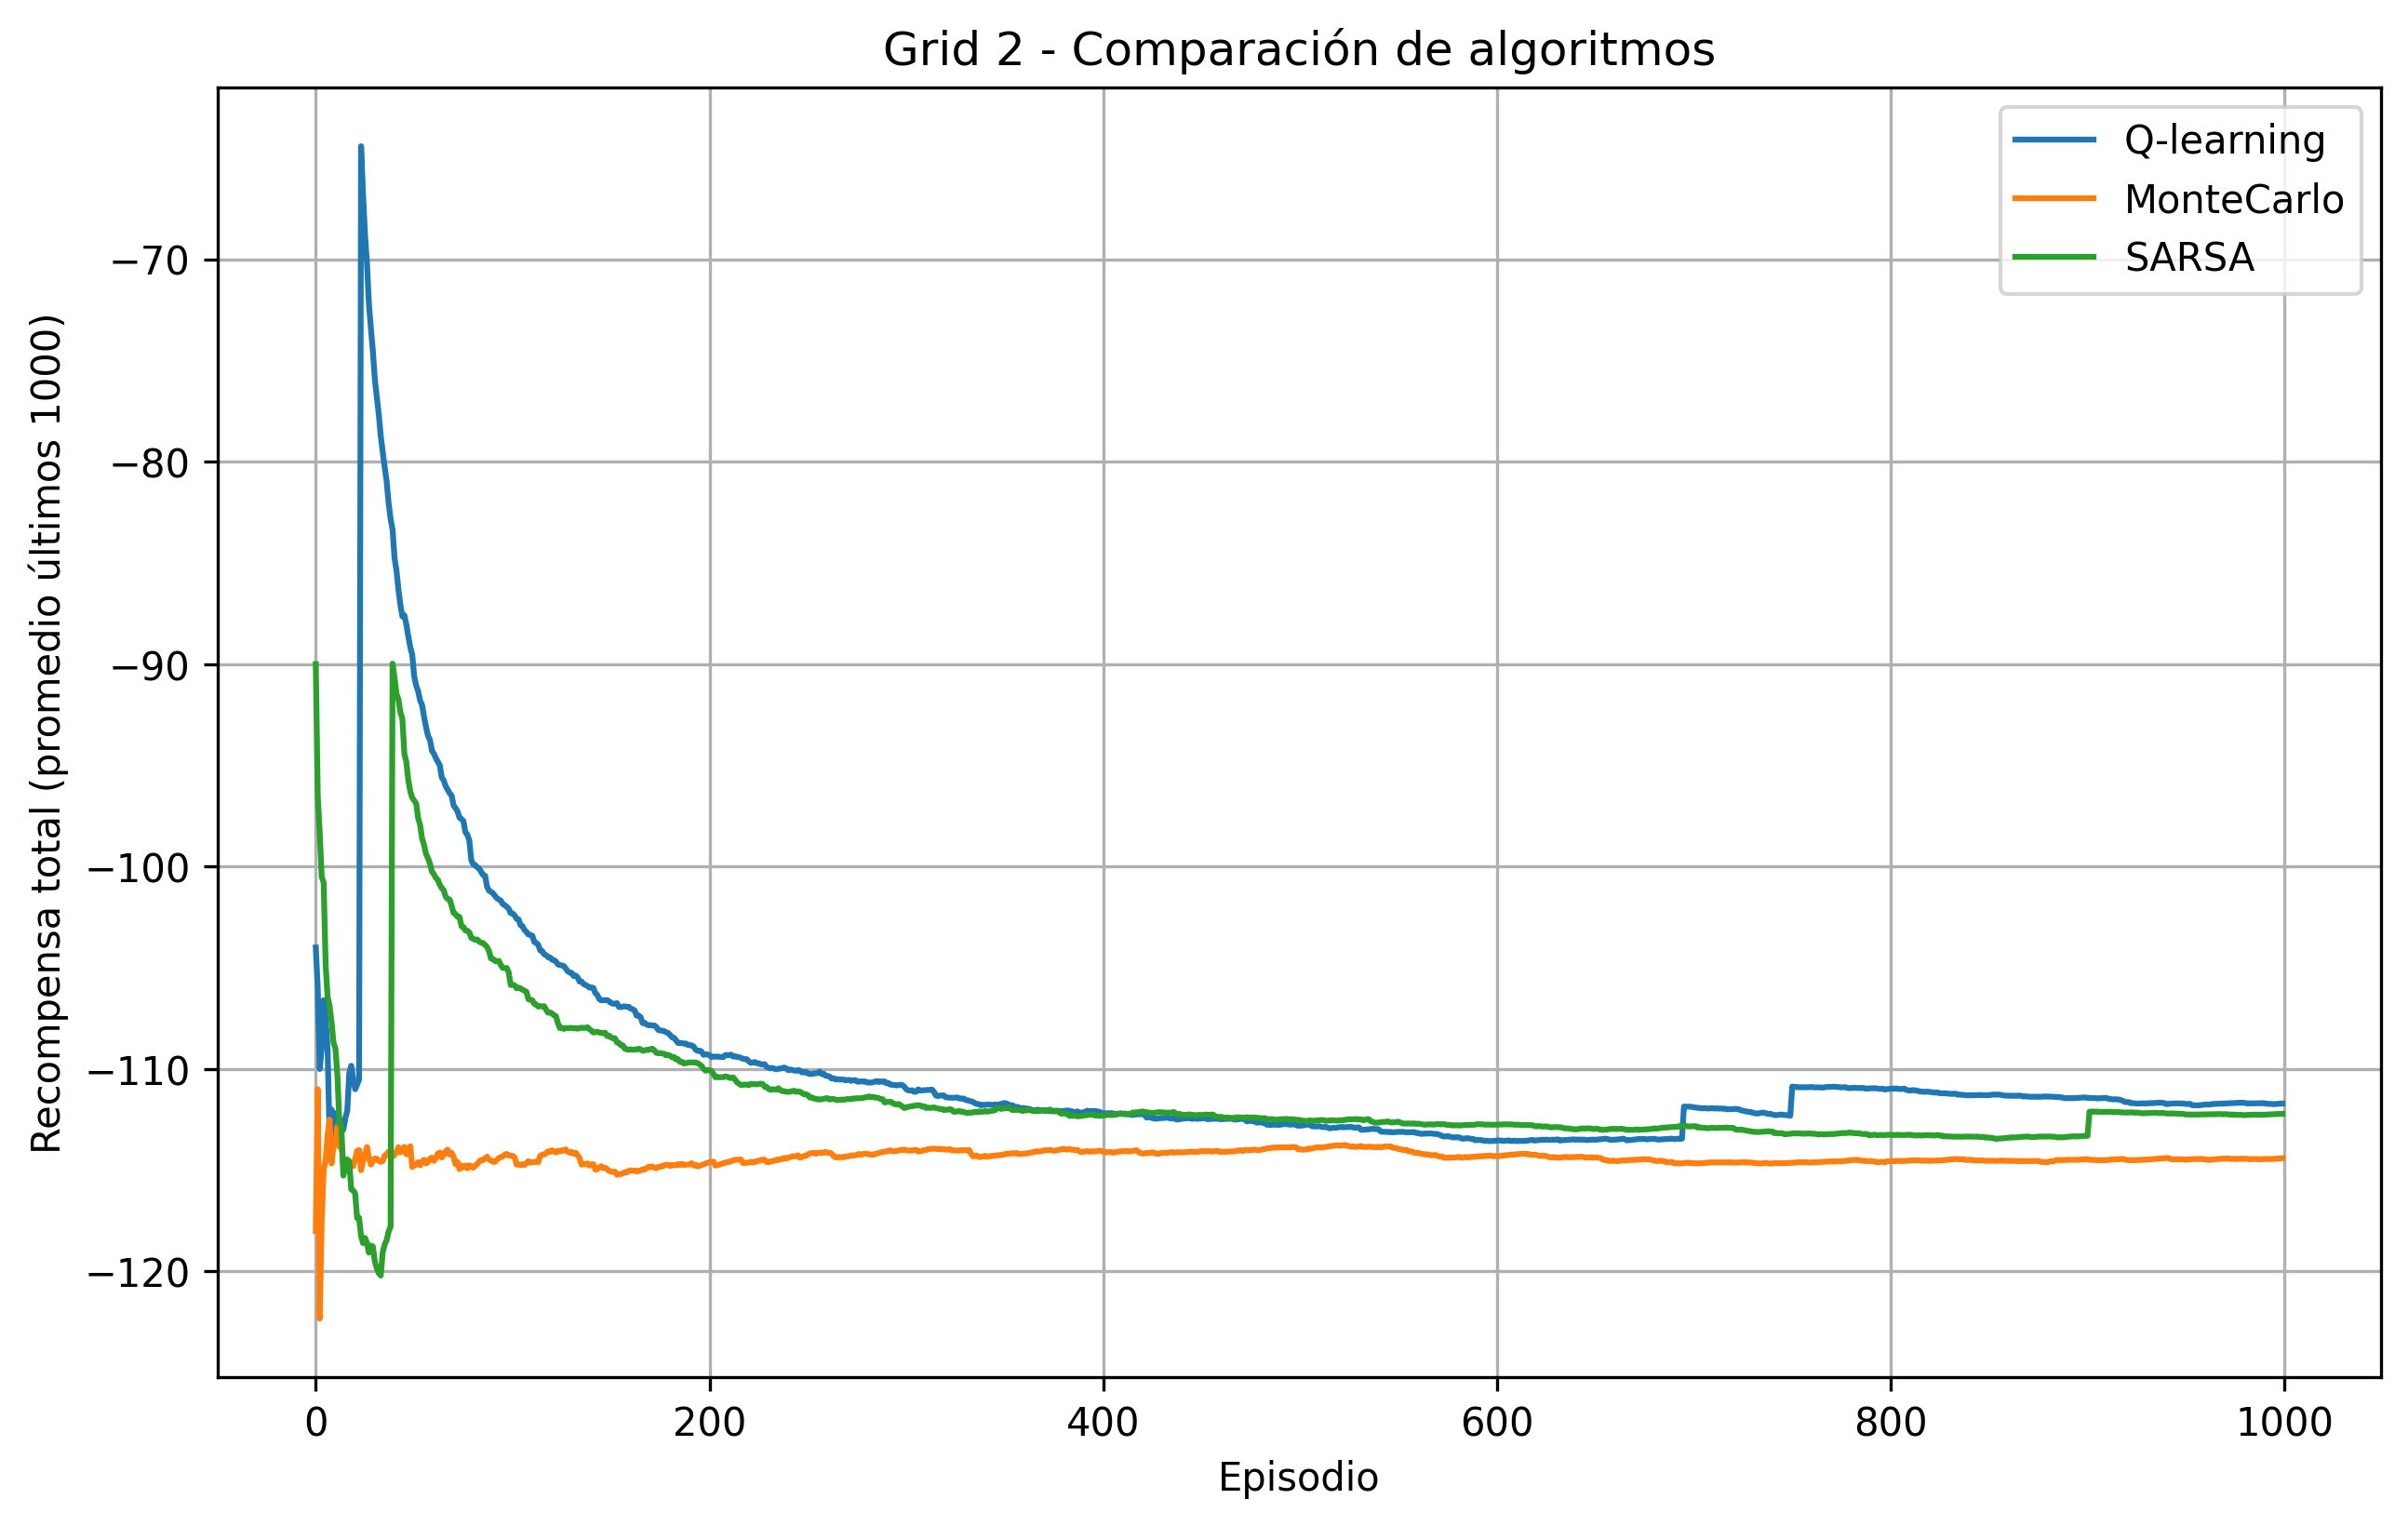 Grid 2 - Comparación de algoritmos
Q-learning
MonteCarlo
SARSA
Recompensa total (promedio últimos 1000)
−70
−80
−90
−100
−110
−120
0
200
400
600
800
1000
Episodio